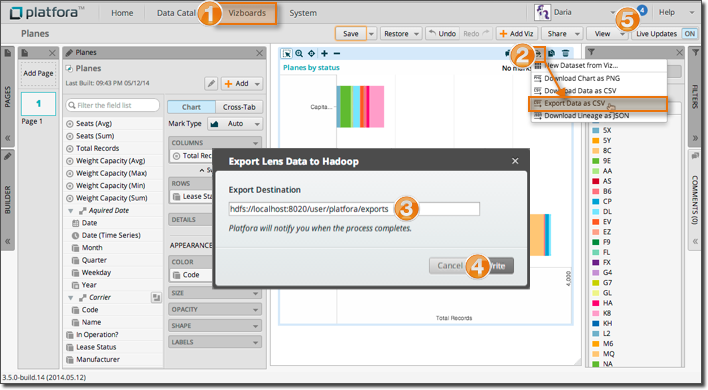 platfora
Home
Data Catal
1
Vizboards
System
Daria
5
4
Help
Planes
Save
Restore
Undo
Redo
+ Add Viz
Share
View
Live Updates
ON
PAGES
BUILDER
Add Page
1
Page 1
Planes
Planes
Last Built: 09:43 PM 05/12/14
+ Add
Filter the field list
Seats (Avg)
Seats (Sum)
Total Records
Weight Capacity (Avg)
Weight Capacity (Max)
Weight Capacity (Min)
Weight Capacity (Sum)
Aquired Date
Date
Date (Time Series)
Month
Quarter
Weekday
Year
Carrier
Code
Name
In Operation?
Lease Status
Manufacturer
Chart
Cross-Tab
Mark Type
Auto
COLUMNS
Total Reco
ROWS
Lease Statu
DETAILS
APPEARANCE
COLOR
Code
SIZE
OPACITY
SHAPE
LABELS
Planes by status
Capita...
4,000
Total Records
2
New Dataset from Viz...
Download Chart as PNG
Download Data as CSV
Export Data as CSV
Download Lineage as JSON
Export Lens Data to Hadoop
Export Destination
hdfs://localhost:8020/user/platfora/exports
3
Platfora will notify you when the process completes.
Cancel
4
Write
5X
5Y
8C
9E
AA
AS
B6
CP
DL
EV
EZ
F9
FL
FX
G4
G7
GL
HA
K8
KH
L2
M6
MQ
NA
FILTERS
COMMENTS (0)
3.5.0-build.14 (2014.05.12)